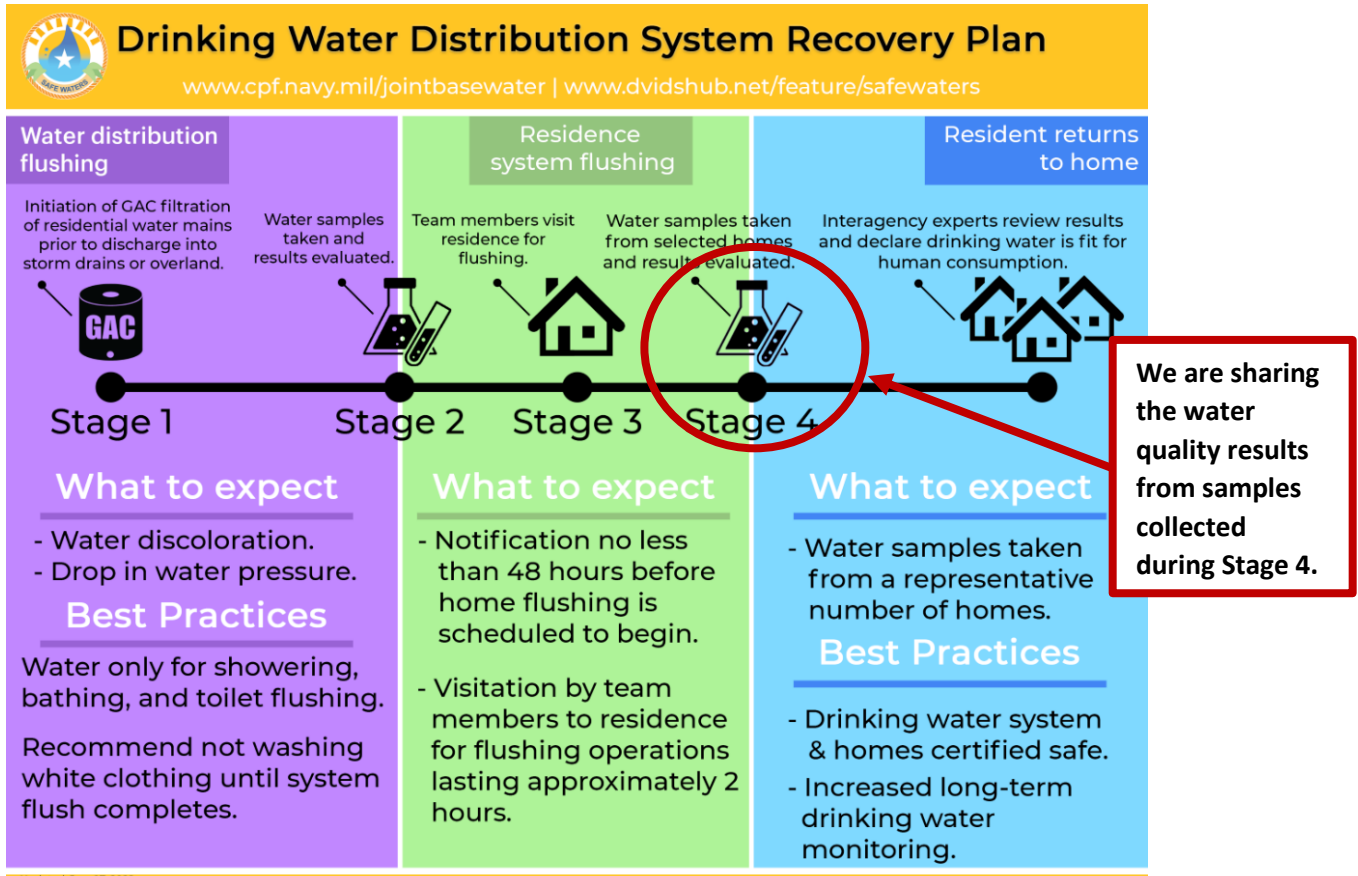 Drinking Water Distribution System Recovery Plan
www.cpf.navy.mil/jointbasewater | www.dvidshub.net/feature/safewaters
SAFE WATERS
Water distribution
flushing
Initiation of GAC filtration
of residential water mains
prior to discharge into
storm drains or overland.
Water samples
taken and
results evaluated.
GAC
Residence
system flushing
Team members visit
residence for
flushing.
Water samples taken
from selected homes
and results evaluated.
Resident returns
to home
Interagency experts review results
and declare drinking water is fit for
human consumption.
Stage 1
Stage 2
Stage 3
Stage 4
We are sharing
the water
quality results
from samples
collected
during Stage 4.
What to expect
- Water discoloration.
- Drop in water pressure.
Best Practices
Water only for showering,
bathing, and toilet flushing.
Recommend not washing
white clothing until system
flush completes.
What to expect
- Notification no less
than 48 hours before
home flushing is
scheduled to begin.
- Visitation by team
members to residence
for flushing operations
lasting approximately 2
hours.
What to expect
- Water samples taken
from a representative
number of homes.
Best Practices
- Drinking water system
& homes certified safe.
- Increased long-term
drinking water
monitoring.